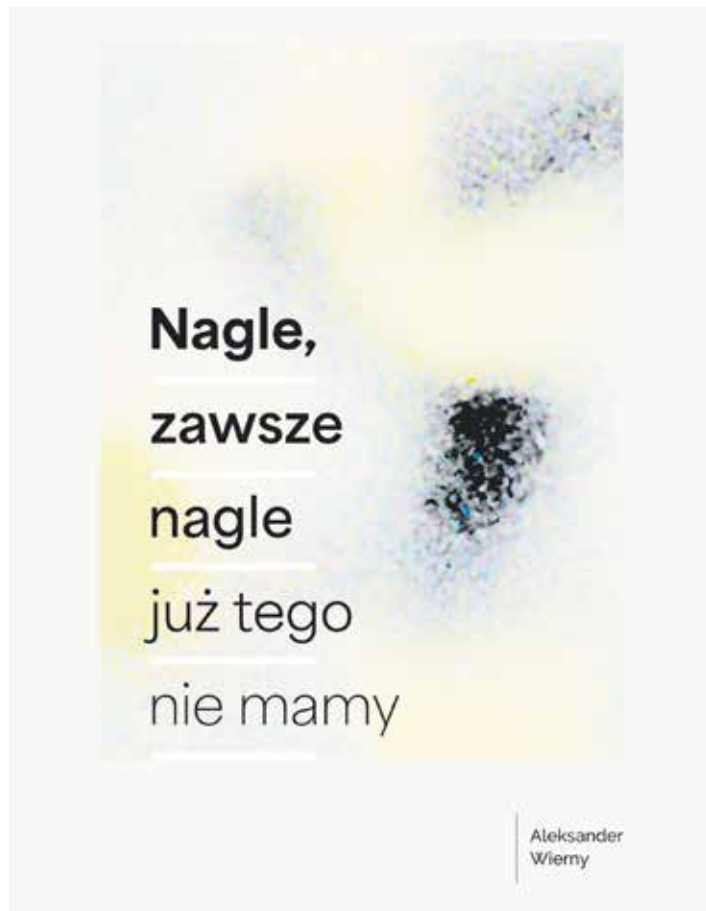 Nagle,
zawsze
nagle
już tego
nie mamy
Aleksander
Wierny